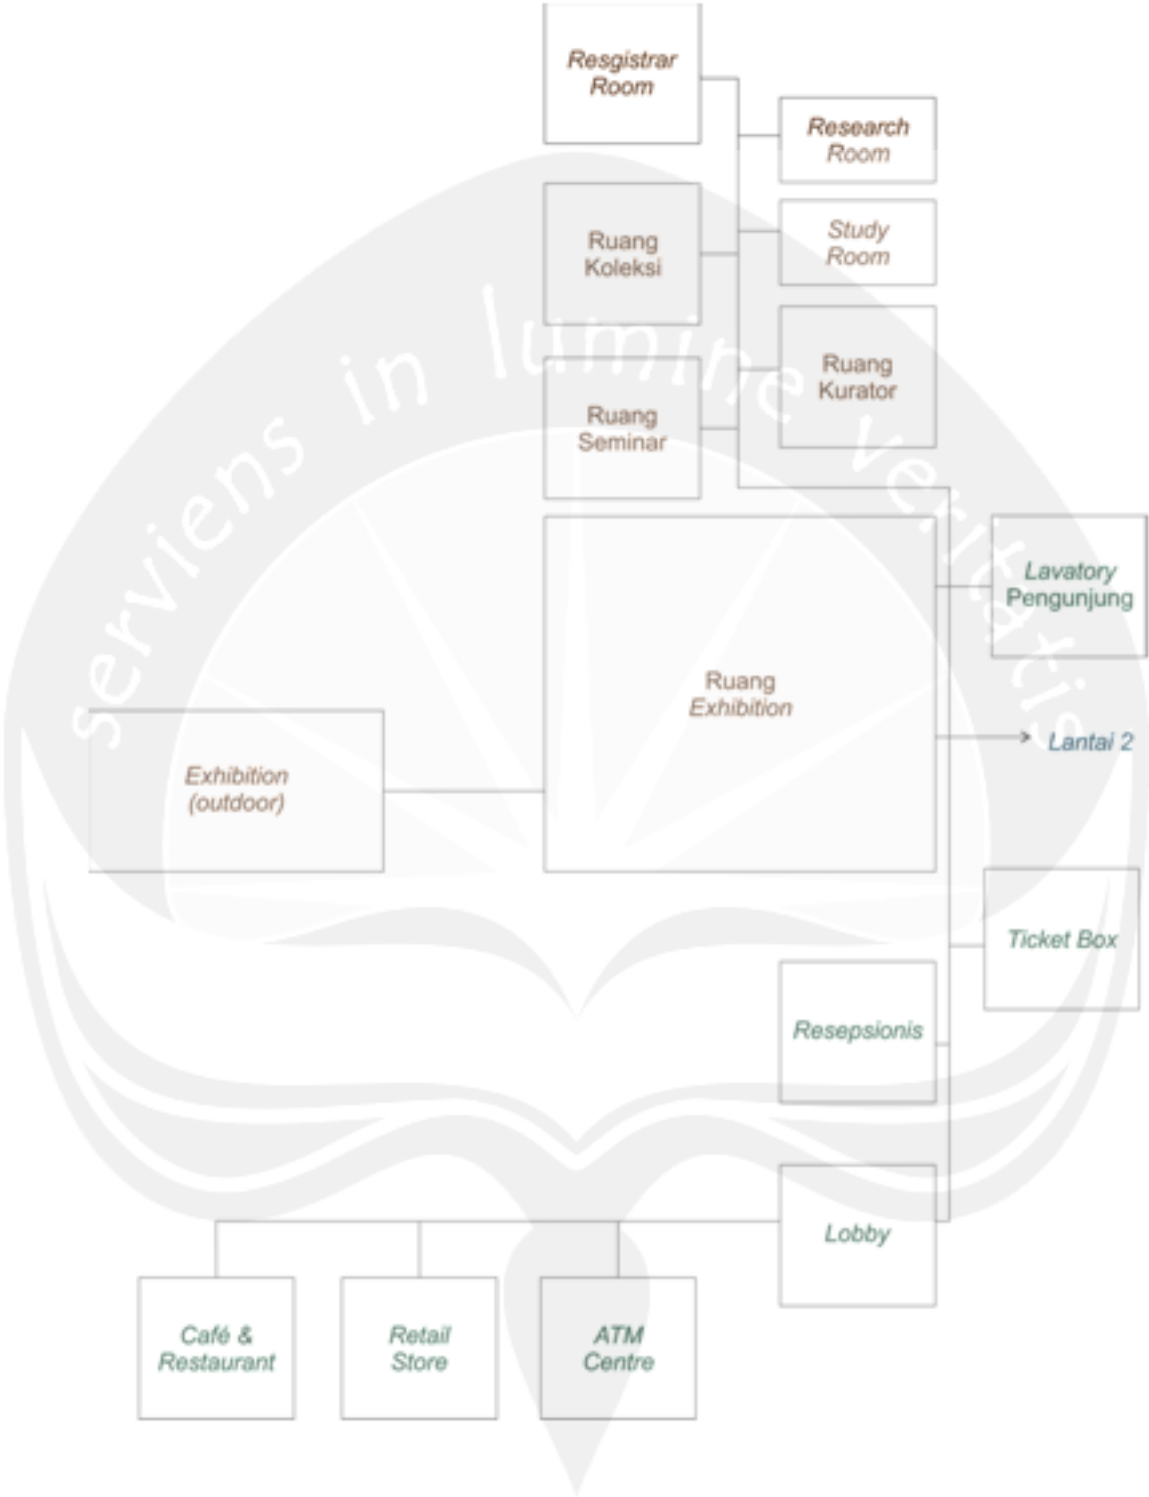 Resgistrar
Room
Research
Room
Ruang
Koleksi
Study
Room
Ruang
Kurator
Ruang
Seminar
serviens in lumine veritatis
Lavatory
Pengunjung
Ruang
Exhibition
Lantai 2
Exhibition
(outdoor)
Ticket Box
Resepsionis
Lobby
Café &
Restaurant
Retail
Store
ATM
Centre